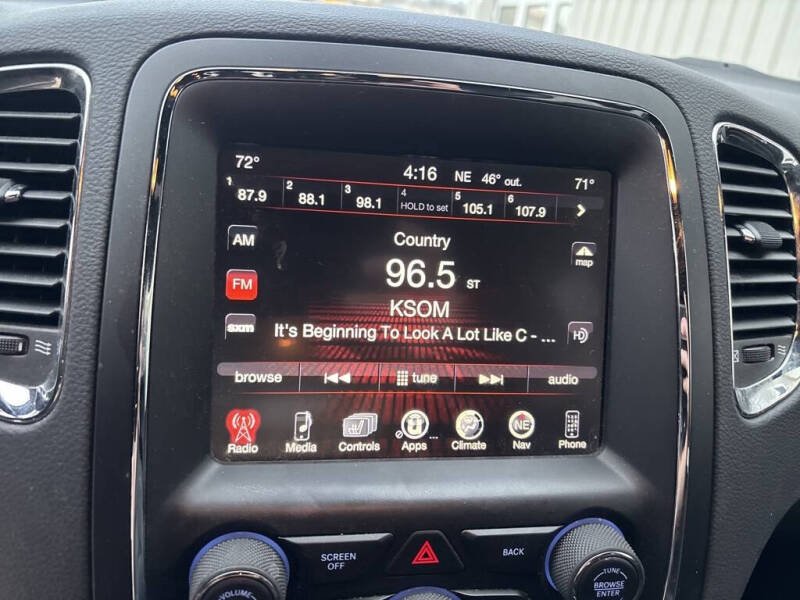 72° 4:16 NE 46° out. 71°
1 87.9 2 88.1 3 98.1 4 HOLD to set 5 105.1 6 107.9
AM
Country
map
FM
96.5 ST
KSOM
sxm
It's Beginning To Look A Lot Like C - ...
HD
browse tune audio
NE
Radio Media Controls Apps ... Climate Nav Phone
SCREEN OFF
BACK
VOLUME
TUNE
BROWSE
ENTER